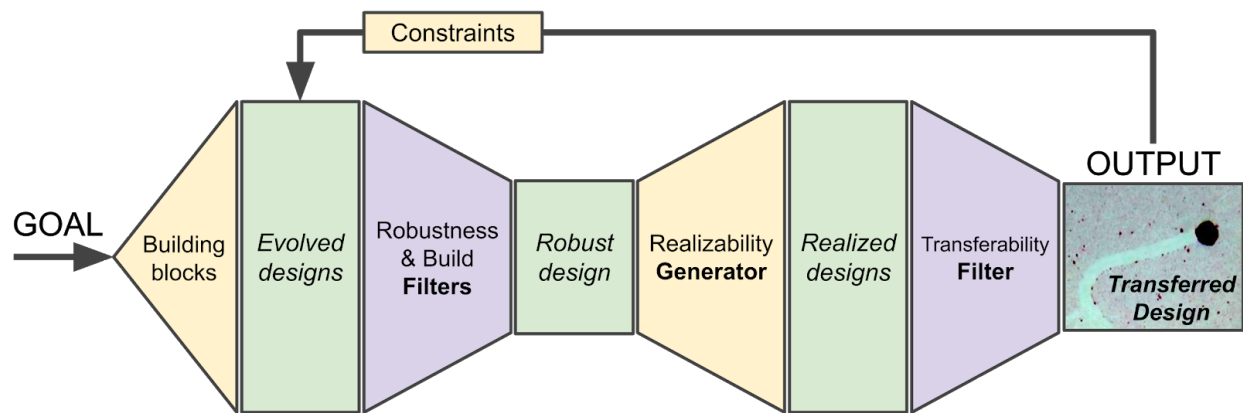 Constraints
OUTPUT
GOAL
Building
blocks
Evolved
designs
Robustness
& Build
Filters
Robust
design
Realizability
Generator
Realized
designs
Transferability
Filter
Transferred
Design